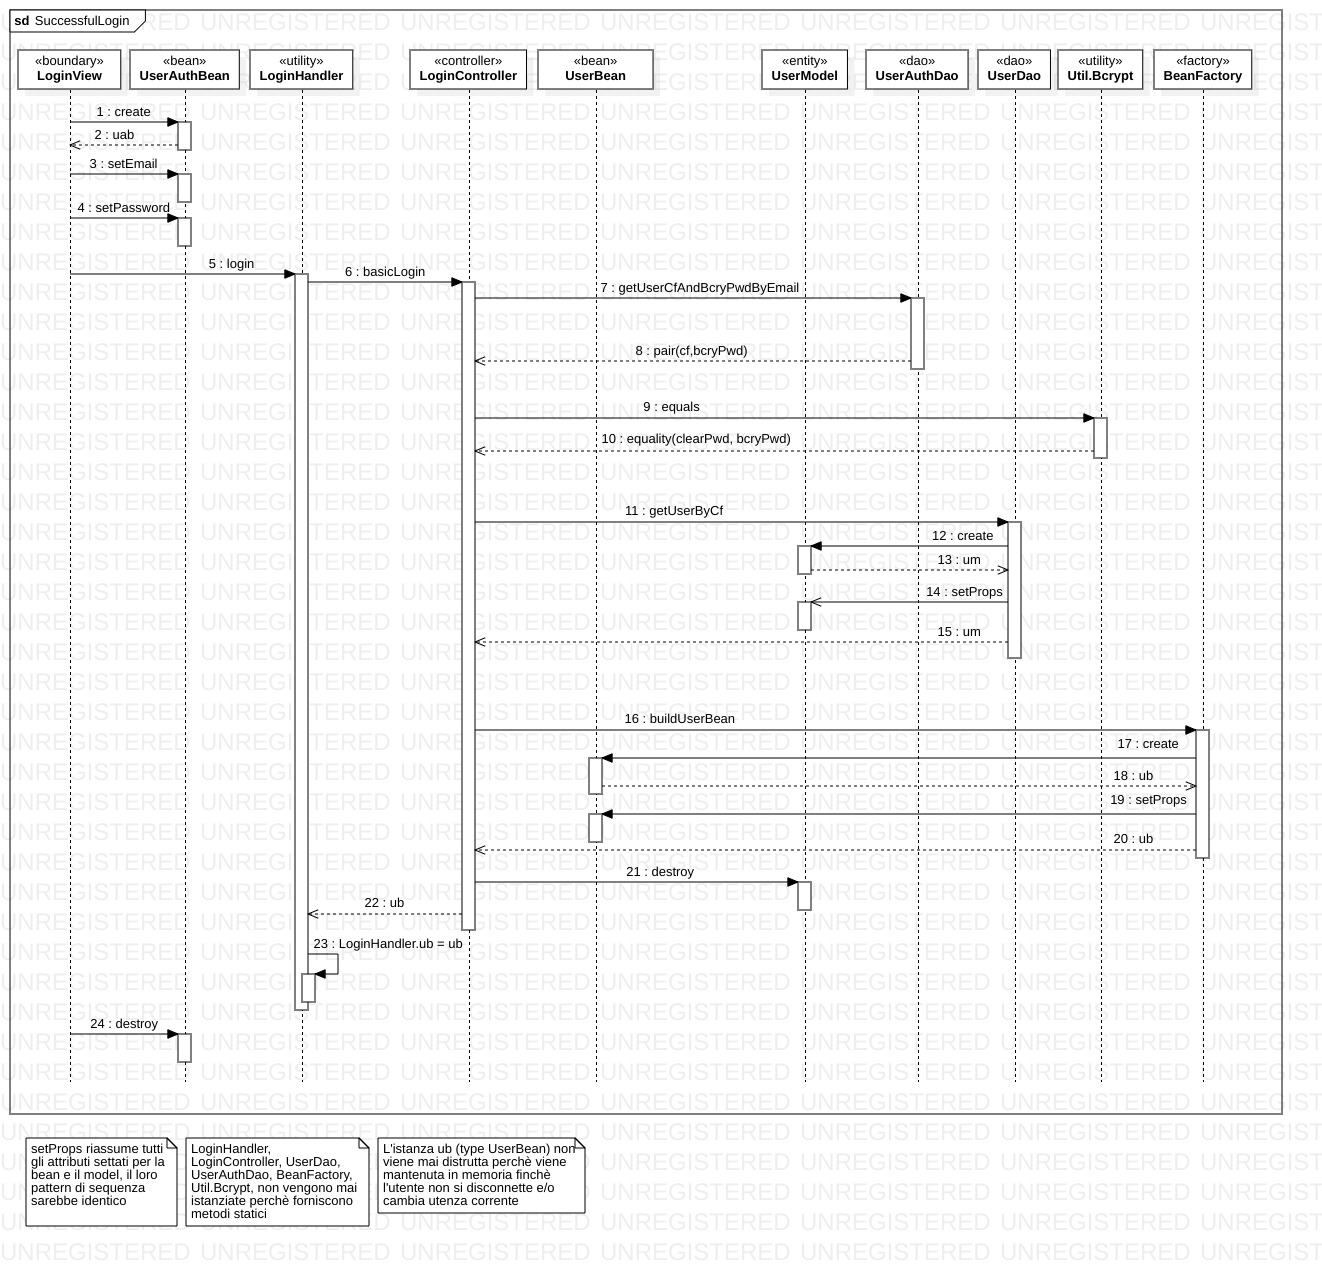 sd SuccessfulLogin
«boundary»
LoginView
«bean»
UserAuthBean
«utility»
LoginHandler
«controller»
LoginController
«bean»
UserBean
«entity»
UserModel
«dao»
UserAuthDao
«dao»
UserDao
«utility»
Util.Bcrypt
«factory»
BeanFactory
1 : create
2 : uab
3 : setEmail
4 : setPassword
5 : login
6 : basicLogin
7 : getUserCfAndBcryPwdByEmail
8 : pair(cf,bcryPwd)
9 : equals
10 : equality(clearPwd, bcryPwd)
11 : getUserByCf
12 : create
13 : um
14 : setProps
15 : um
16 : buildUserBean
17 : create
18 : ub
19 : setProps
20 : ub
21 : destroy
22 : ub
23 : LoginHandler.ub = ub
24 : destroy
setProps riassume tutti
gli attributi settati per la
bean e il model, il loro
pattern di sequenza
sarebbe identico
LoginHandler,
LoginController, UserDao,
UserAuthDao, BeanFactory,
Util.Bcrypt, non vengono mai
istanziate perchè forniscono
metodi statici
L'istanza ub (type UserBean) non
viene mai distrutta perchè viene
mantenuta in memoria finchè
l'utente non si disconnette e/o
cambia utenza corrente
UNREGISTERED